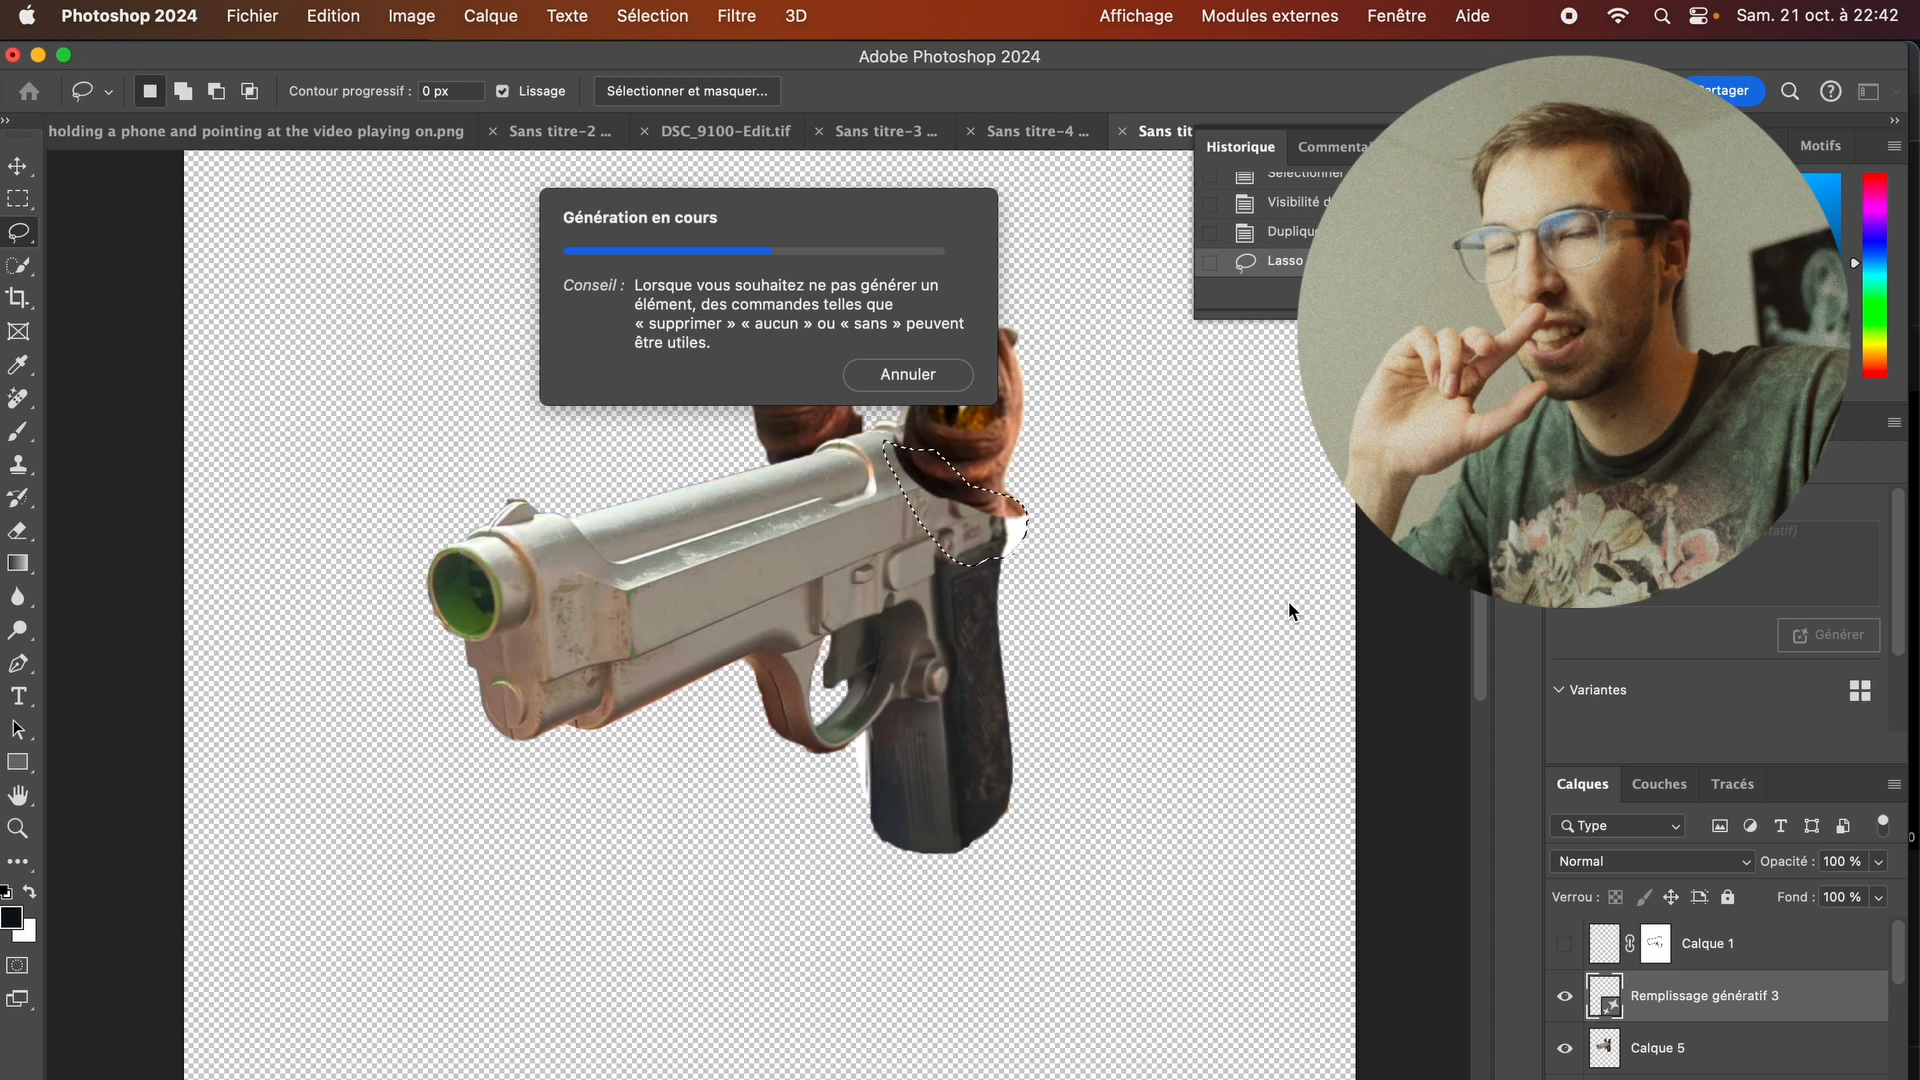 Photoshop 2024 Fichier Edition Image Calque Texte Sélection Filtre 3D Affichage Modules externes Fenêtre Aide Sam. 21 oct. à 22:42
Adobe Photoshop 2024
Contour progressif : 0 px Lissage Sélectionner et masquer...
holding a phone and pointing at the video playing on.png × Sans titre-2 ... × DSC_9100-Edit.tif × Sans titre-3 ... × Sans titre-4 ... × Sans tit
Historique Commentai Motifs
Sélectionner
Visibilité d
Duplique
Lasso
Génération en cours
Conseil : Lorsque vous souhaitez ne pas générer un
élément, des commandes telles que
« supprimer » « aucun » ou « sans » peuvent
être utiles.
Annuler
Générer
Variantes
Calques Couches Tracés
Type
Normal Opacité : 100 %
Verrou : Fond : 100 %
Calque 1
Remplissage génératif 3
Calque 5